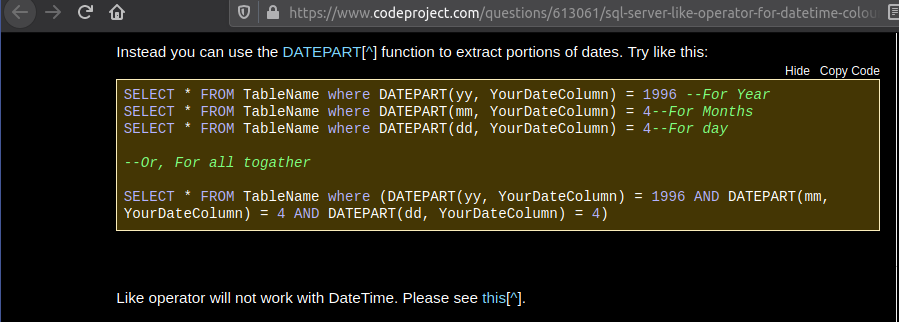 https://www.codeproject.com/questions/613061/sql-server-like-operator-for-datetime-colou
Instead you can use the DATEPART[^] function to extract portions of dates. Try like this:
Hide Copy Code
SELECT * FROM TableName where DATEPART(yy, YourDateColumn) = 1996 --For Year
SELECT * FROM TableName where DATEPART(mm, YourDateColumn) = 4--For Months
SELECT * FROM TableName where DATEPART(dd, YourDateColumn) = 4--For day
--Or, For all togather
SELECT * FROM TableName where (DATEPART(yy, YourDateColumn) = 1996 AND DATEPART(mm,
YourDateColumn) = 4 AND DATEPART(dd, YourDateColumn) = 4)
Like operator will not work with DateTime. Please see this[^].